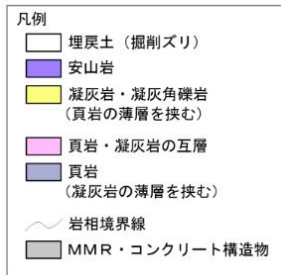 凡例
埋戻土（掘削ズリ）
安山岩
凝灰岩・凝灰角礫岩
（頁岩の薄層を挟む）
頁岩・凝灰岩の互層
頁岩
（凝灰岩の薄層を挟む）
岩相境界線
MMR・コンクリート構造物